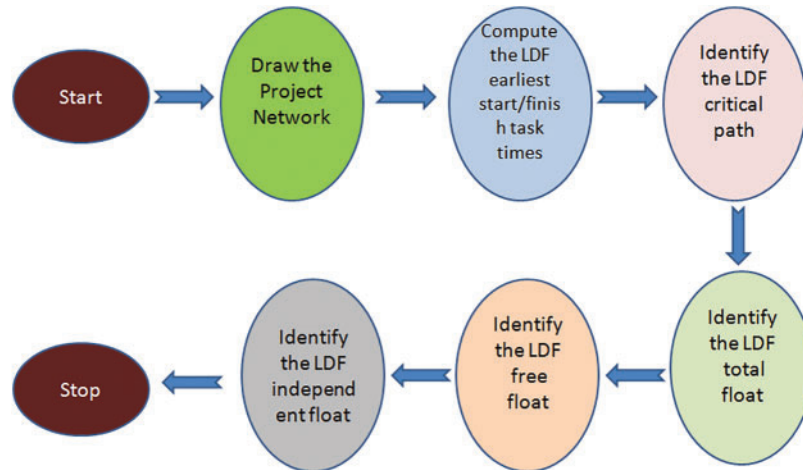 Start
Draw the
Project
Network
Compute
the LDF
earliest
start/finis
h task
times
Identify
the LDF
critical
path
Identify
the LDF
total
float
Identify
the LDF
free
float
Identify
the LDF
independ
ent float
Stop